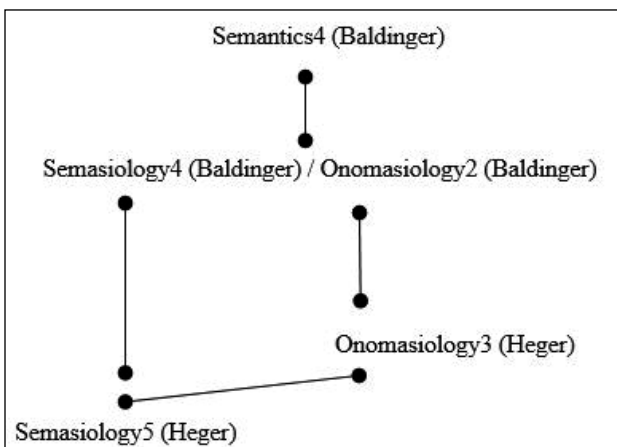 Semantics4 (Baldinger)
Semasiology4 (Baldinger) / Onomasiology2 (Baldinger)
Onomasiology3 (Heger)
Semasiology5 (Heger)